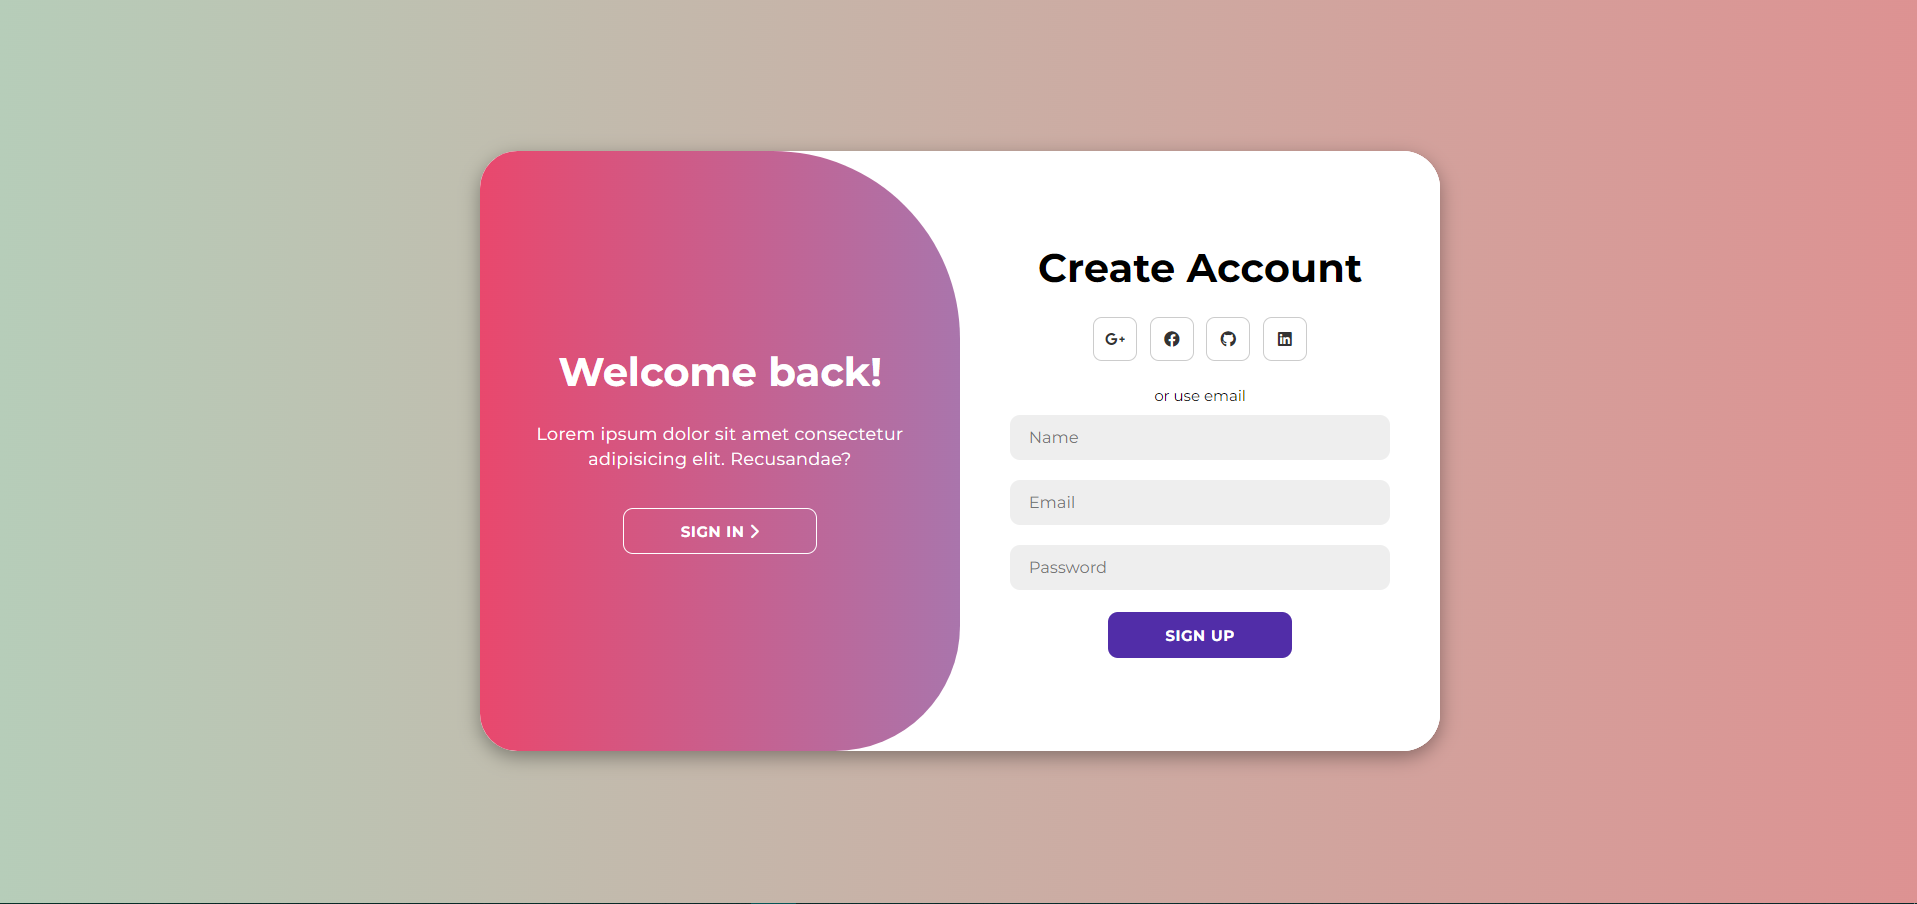 Welcome back!
Lorem ipsum dolor sit amet consectetur
adipisicing elit. Recusandae?
SIGN IN
Create Account
or use email
Name
Email
Password
SIGN UP